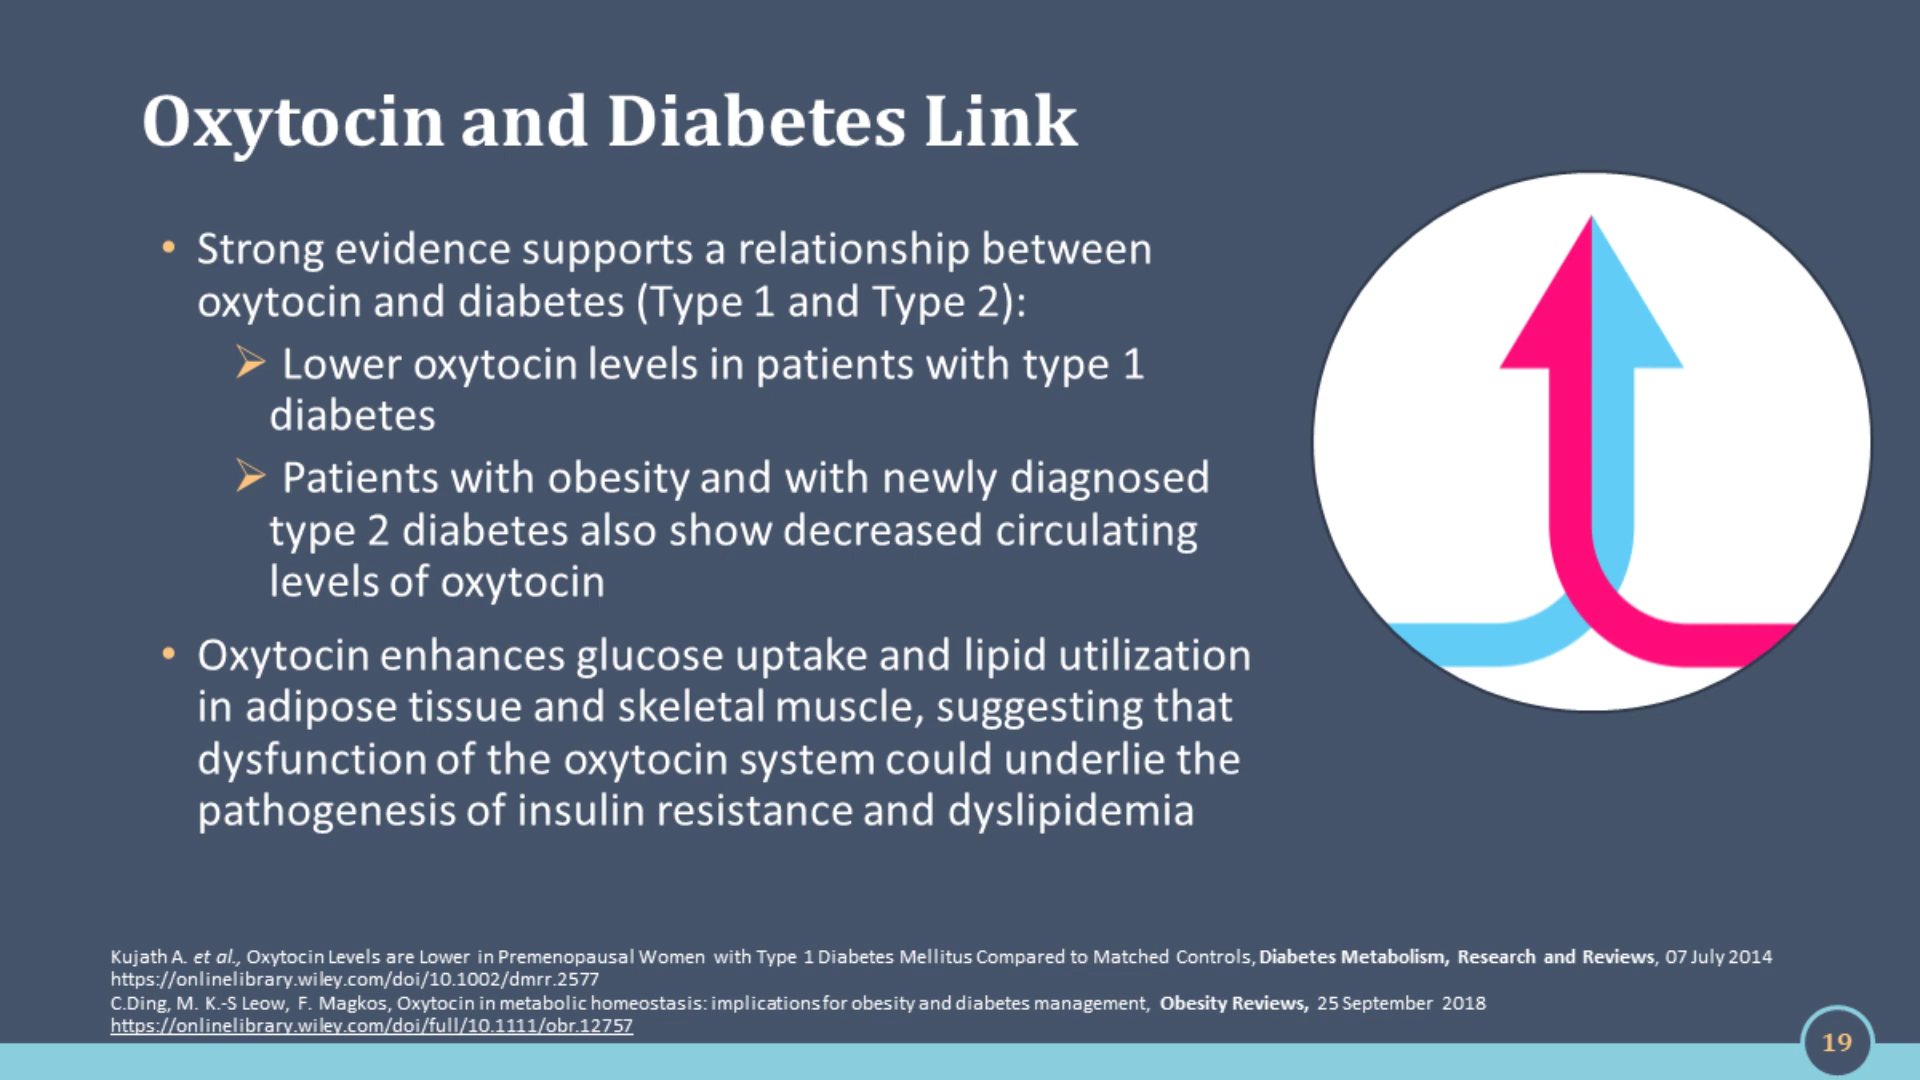 Oxytocin and Diabetes Link
• Strong evidence supports a relationship between
oxytocin and diabetes (Type 1 and Type 2):
➢ Lower oxytocin levels in patients with type 1
diabetes
➢ Patients with obesity and with newly diagnosed
type 2 diabetes also show decreased circulating
levels of oxytocin
• Oxytocin enhances glucose uptake and lipid utilization
in adipose tissue and skeletal muscle, suggesting that
dysfunction of the oxytocin system could underlie the
pathogenesis of insulin resistance and dyslipidemia
Kujath A. et al., Oxytocin Levels are Lower in Premenopausal Women with Type 1 Diabetes Mellitus Compared to Matched Controls, Diabetes Metabolism, Research and Reviews, 07 July 2014
https://onlinelibrary.wiley.com/doi/10.1002/dmrr.2577
C.Ding, M. K.-S Leow, F. Magkos, Oxytocin in metabolic homeostasis: implications for obesity and diabetes management, Obesity Reviews, 25 September 2018
https://onlinelibrary.wiley.com/doi/full/10.1111/obr.12757
19